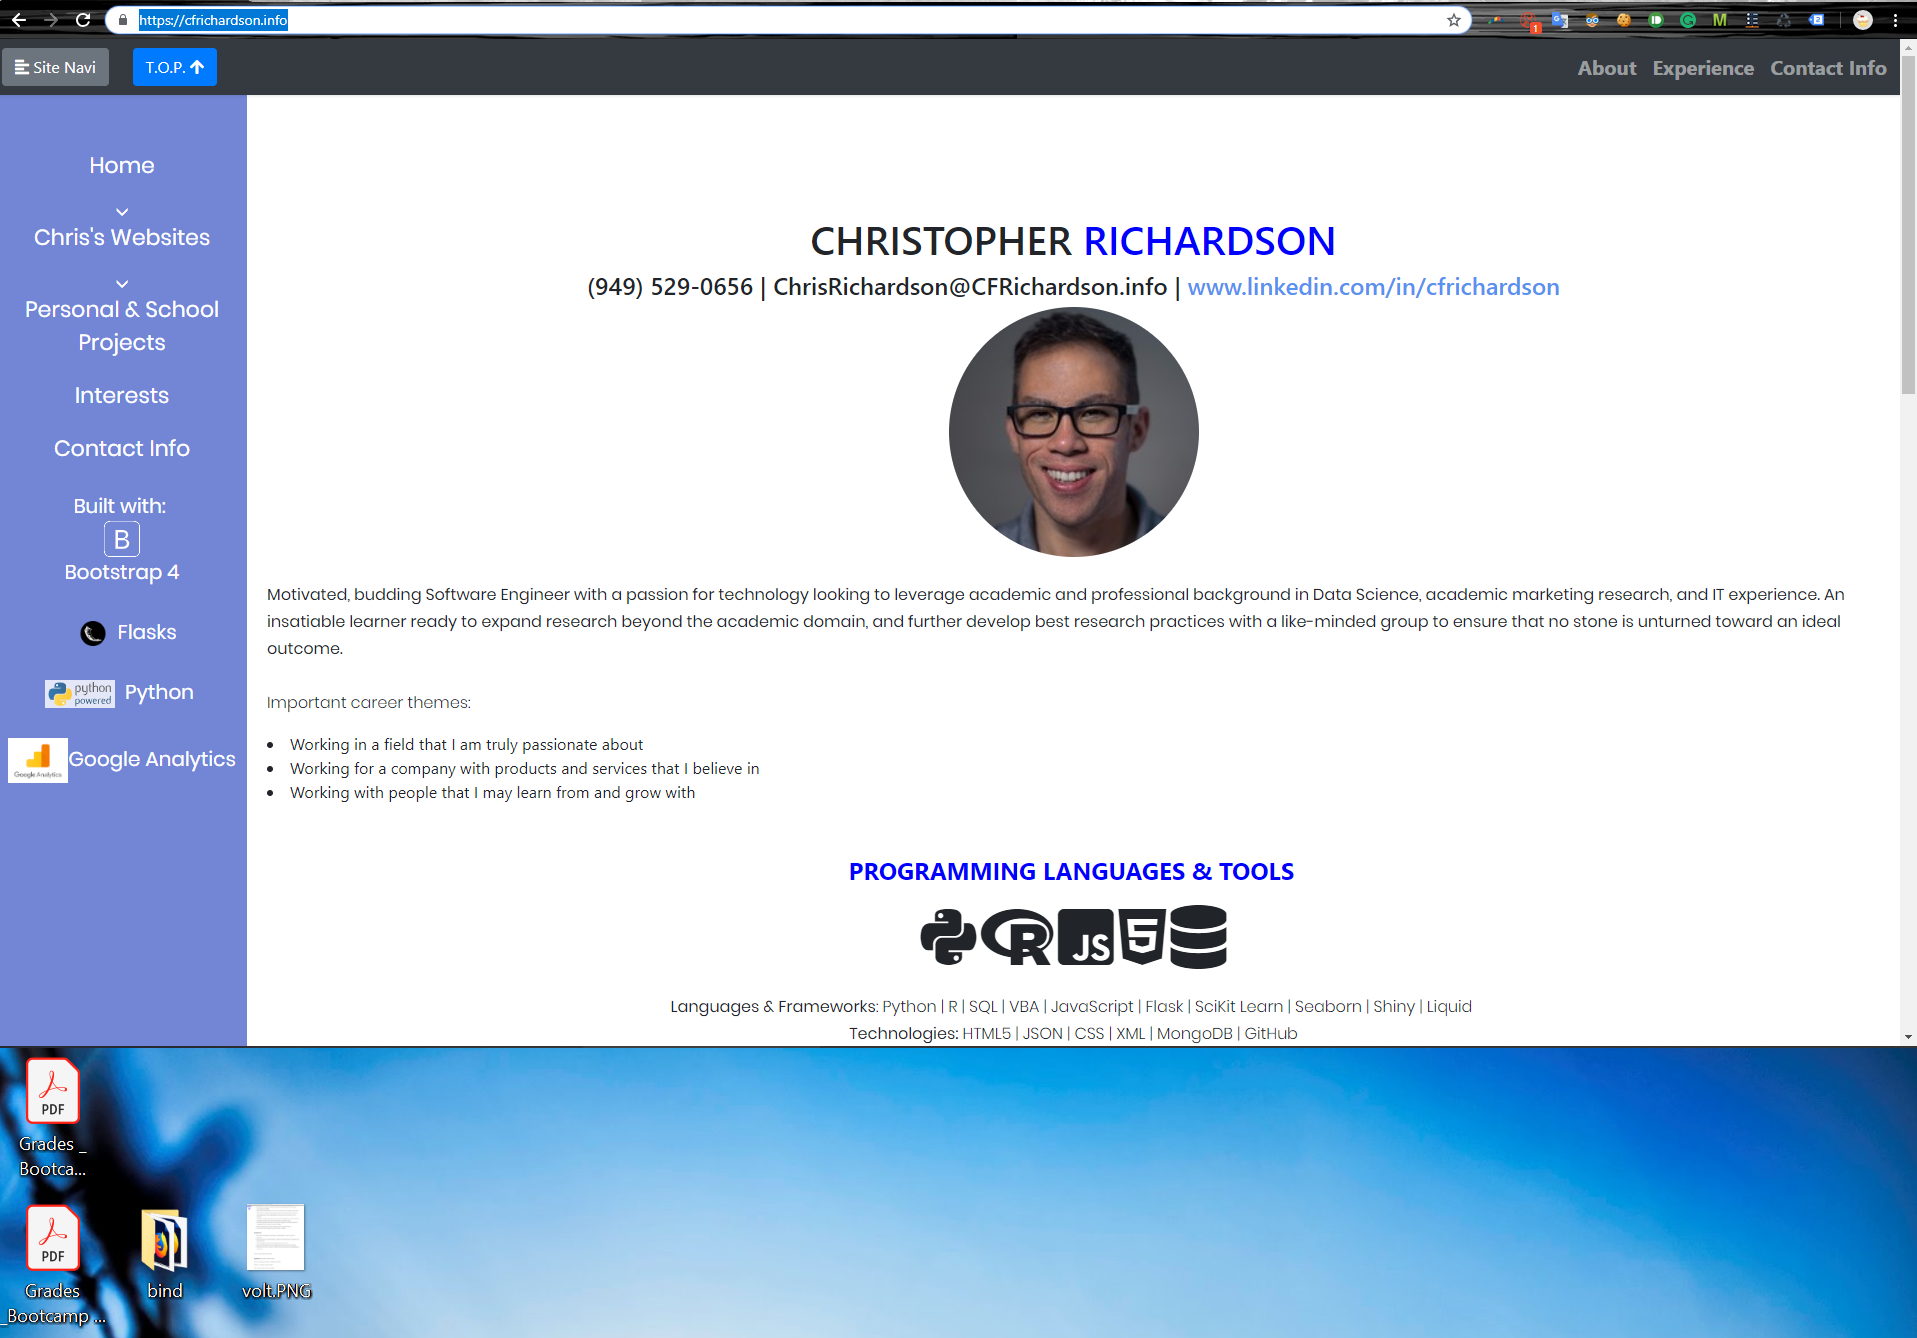 https://cfrichardson.info
1
Site Navi
T.O.P.
About Experience Contact Info
Home
Chris's Websites
Personal & School
Projects
Interests
Contact Info
Built with:
B
Bootstrap 4
Flasks
python
powered
Python
Google Analytics
Google Analytics
CHRISTOPHER RICHARDSON
(949) 529-0656 | ChrisRichardson@CFRichardson.info | www.linkedin.com/in/cfrichardson
Motivated, budding Software Engineer with a passion for technology looking to leverage academic and professional background in Data Science, academic marketing research, and IT experience. An
insatiable learner ready to expand research beyond the academic domain, and further develop best research practices with a like-minded group to ensure that no stone is unturned toward an ideal
outcome.
Important career themes:
Working in a field that I am truly passionate about
Working for a company with products and services that I believe in
Working with people that I may learn from and grow with
PROGRAMMING LANGUAGES & TOOLS
R JS 5
Languages & Frameworks: Python | R | SQL | VBA | JavaScript | Flask | SciKit Learn | Seaborn | Shiny | Liquid
Technologies: HTML5 | JSON | CSS | XML | MongoDB | GitHub
PDF
Grades _
Bootca...
PDF
Grades
_Bootcamp ...
bind
volt.PNG